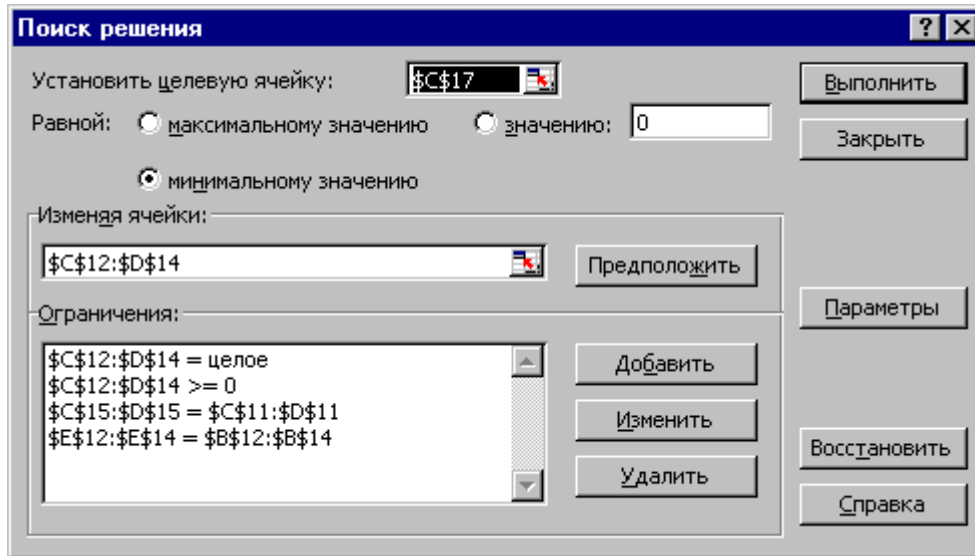 Поиск решения
Установить целевую ячейку: $C$17
Выполнить
Равной: максимальному значению значению: 0
Закрыть
минимальному значению
Изменяя ячейки:
$C$12:$D$14
Предположить
Параметры
Ограничения:
$C$12:$D$14 = целое
$C$12:$D$14 >= 0
$C$15:$D$15 = $C$11:$D$11
$E$12:$E$14 = $B$12:$B$14
Добавить
Изменить
Удалить
Восстановить
Справка